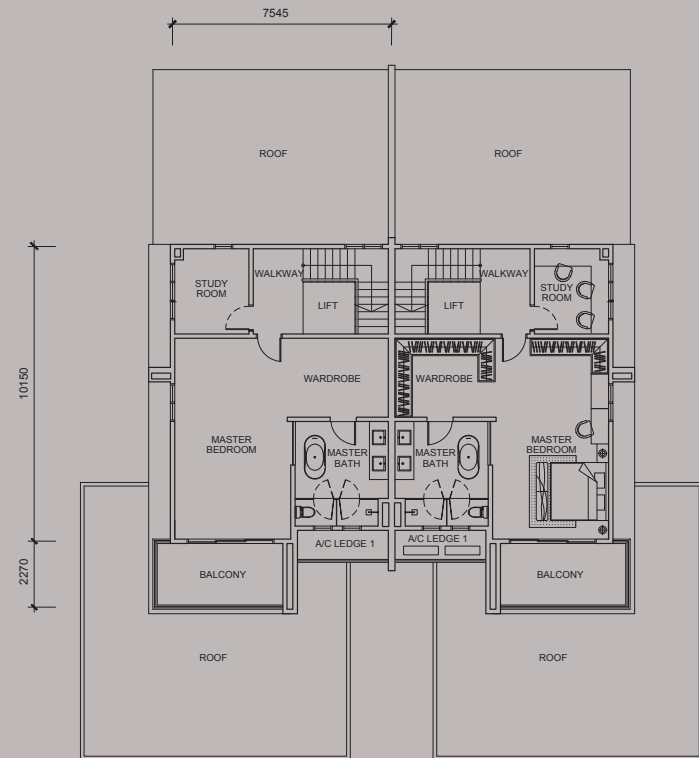 7545
ROOF
ROOF
STUDY
ROOM
WALKWAY
LIFT
LIFT
WALKWAY
STUDY
ROOM
10150
WARDROBE
WARDROBE
MASTER
BEDROOM
MASTER
BATH
MASTER
BATH
MASTER
BEDROOM
A/C LEDGE 1
A/C LEDGE 1
2270
BALCONY
BALCONY
ROOF
ROOF